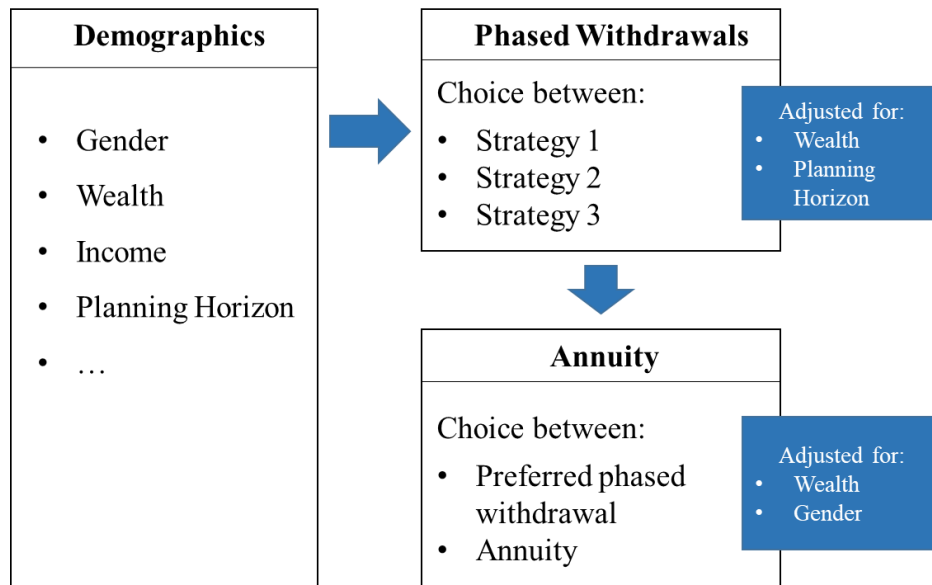 Demographics
• Gender
• Wealth
• Income
• Planning Horizon
• …
Phased Withdrawals
Choice between:
• Strategy 1
• Strategy 2
• Strategy 3
Adjusted for:
• Wealth
• Planning
Horizon
Annuity
Choice between:
• Preferred phased
withdrawal
• Annuity
Adjusted for:
• Wealth
• Gender